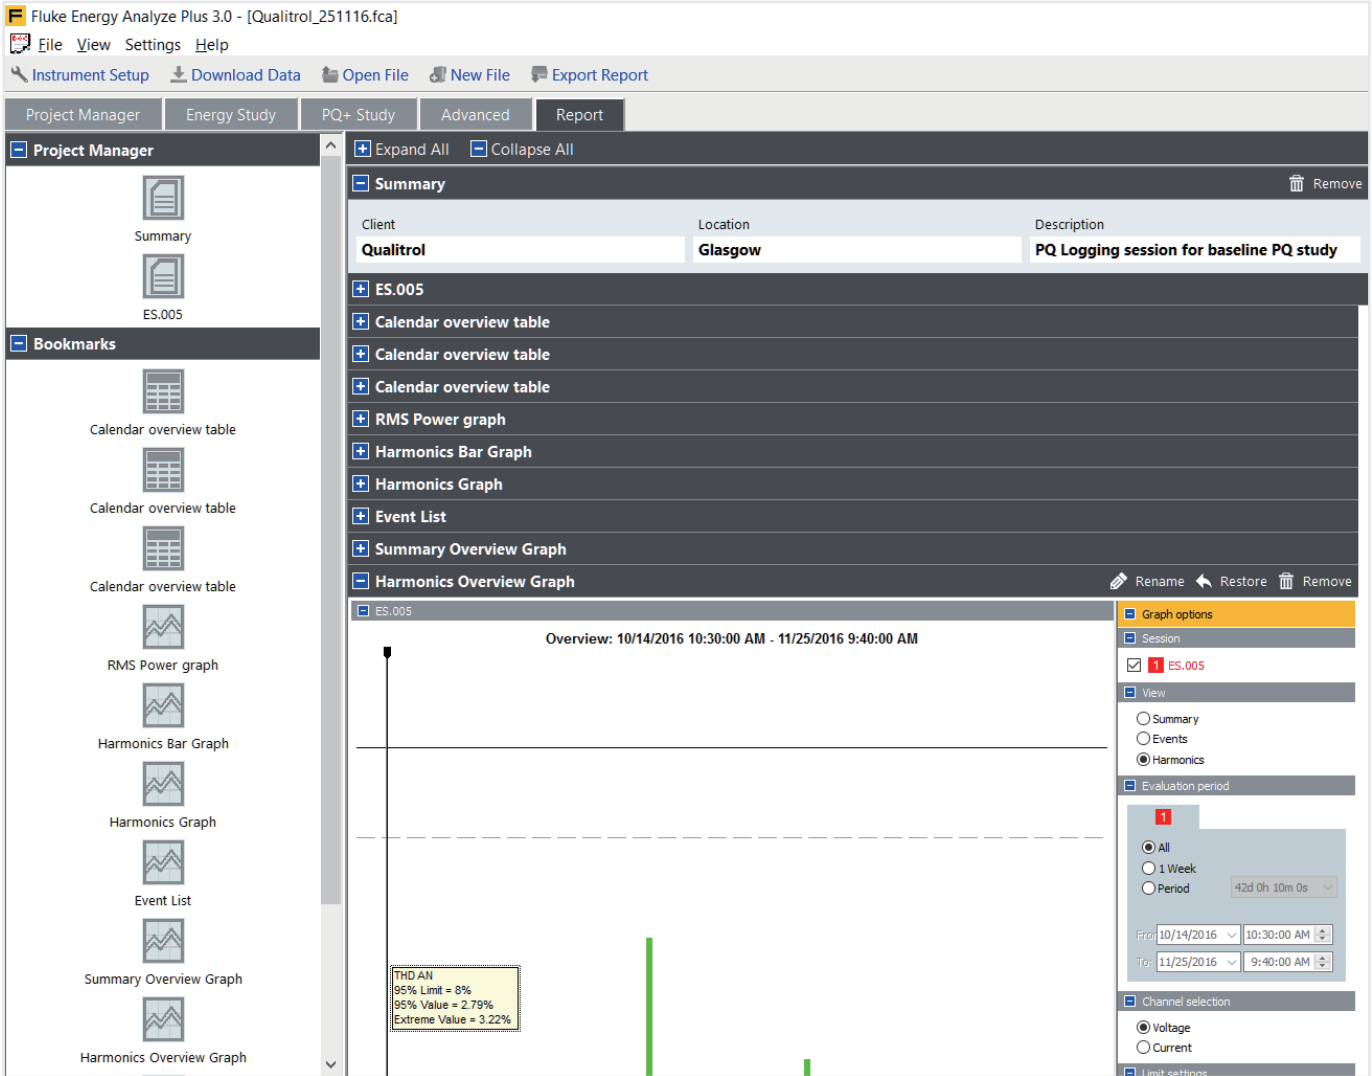 Fluke Energy Analyze Plus 3.0 - [Qualitrol_251116.fca]
File View Settings Help
Instrument Setup Download Data Open File New File Export Report
Project Manager Energy Study PQ+ Study Advanced Report
Project Manager
Summary
ES.005
Bookmarks
Calendar overview table
Calendar overview table
Calendar overview table
RMS Power graph
Harmonics Bar Graph
Harmonics Graph
Event List
Summary Overview Graph
Harmonics Overview Graph
Expand All Collapse All
Summary Remove
Client Location Description
Qualitrol Glasgow PQ Logging session for baseline PQ study
ES.005
Calendar overview table
Calendar overview table
Calendar overview table
RMS Power graph
Harmonics Bar Graph
Harmonics Graph
Event List
Summary Overview Graph
Harmonics Overview Graph Rename Restore Remove
ES.005
Overview: 10/14/2016 10:30:00 AM - 11/25/2016 9:40:00 AM
THD AN
95% Limit = 8%
95% Value = 2.79%
Extreme Value = 3.22%
Graph options
Session
1 ES.005
View
Summary
Events
Harmonics
Evaluation period
1
All
1 Week
Period 42d 0h 10m 0s
10/14/2016 10:30:00 AM
To: 11/25/2016 9:40:00 AM
Channel selection
Voltage
Current
Limit settings